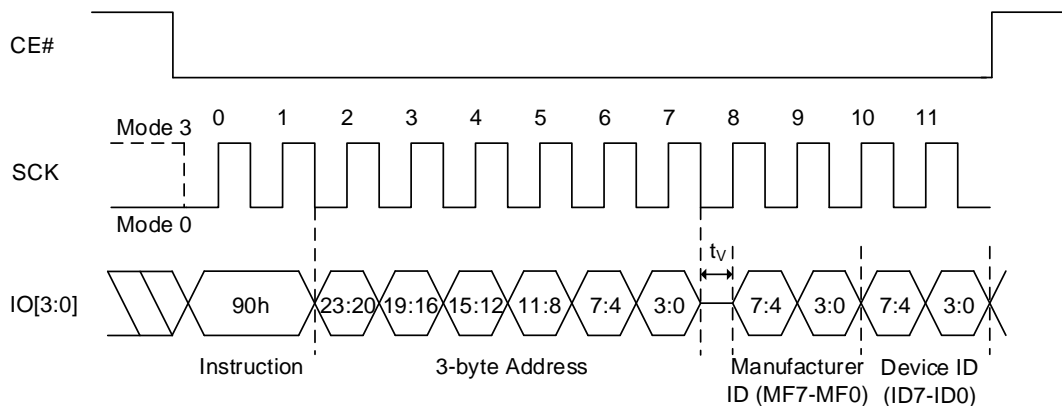 CE#
0 1 2 3 4 5 6 7 8 9 10 11
Mode 3
SCK
Mode 0
tV
IO[3:0] 90h 23:20 19:16 15:12 11:8 7:4 3:0 7:4 3:0 7:4 3:0
Instruction 3-byte Address Manufacturer Device ID
ID (MF7-MF0) (ID7-ID0)